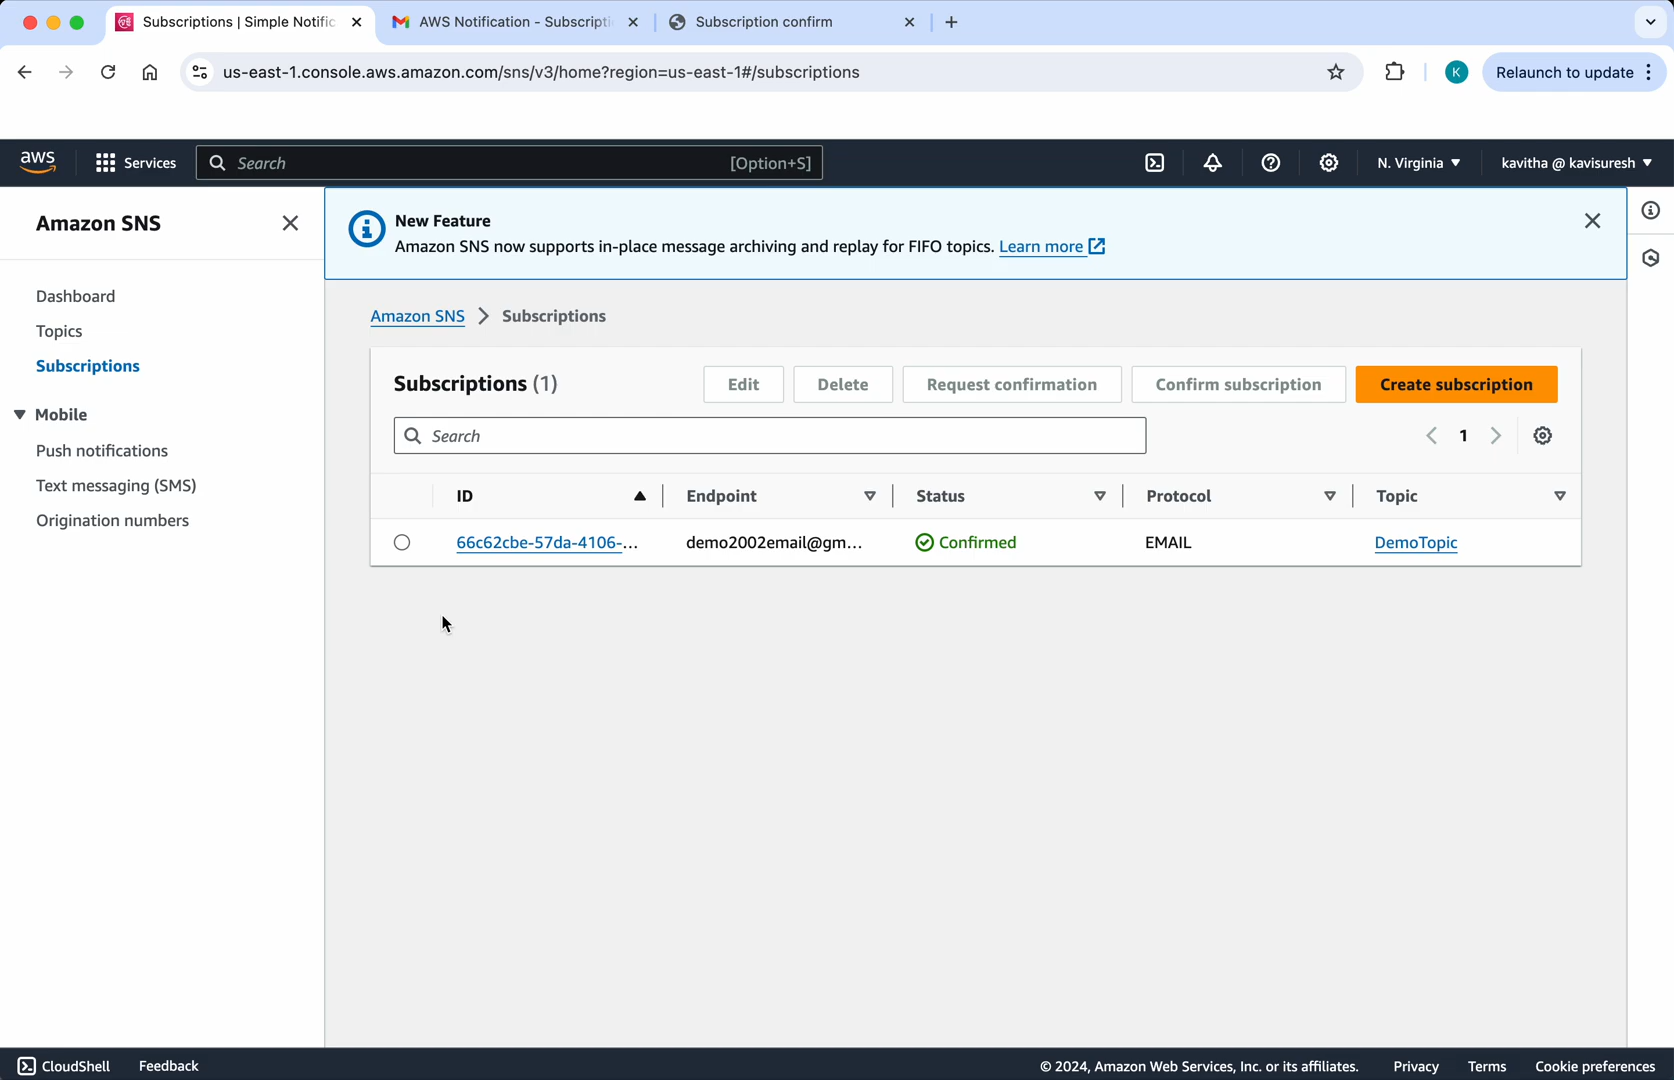 Subscriptions | Simple Notific
AWS Notification - Subscripti
Subscription confirm
us-east-1.console.aws.amazon.com/sns/v3/home?region=us-east-1#/subscriptions
K
Relaunch to update
aws
Services
Search
[Option+S]
N. Virginia
kavitha @ kavisuresh
Amazon SNS
New Feature
Amazon SNS now supports in-place message archiving and replay for FIFO topics. Learn more
Dashboard
Topics
Subscriptions
Mobile
Push notifications
Text messaging (SMS)
Origination numbers
Amazon SNS > Subscriptions
Subscriptions (1)
Edit
Delete
Request confirmation
Confirm subscription
Create subscription
Search
1
ID
Endpoint
Status
Protocol
Topic
66c62cbe-57da-4106-...
demo2002email@gm...
Confirmed
EMAIL
DemoTopic
CloudShell
Feedback
© 2024, Amazon Web Services, Inc. or its affiliates.
Privacy
Terms
Cookie preferences